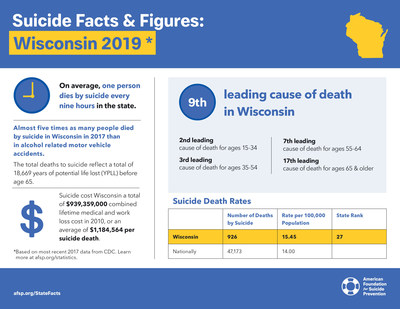 Suicide Facts & Figures:
Wisconsin 2019 *
On average, one person
dies by suicide every
nine hours in the state.
Almost five times as many people died
by suicide in Wisconsin in 2017 than
in alcohol related motor vehicle
accidents.
The total deaths to suicide reflect a total of
18,669 years of potential life lost (YPLL) before
age 65.
$
Suicide cost Wisconsin a total
of $939,359,000 combined
lifetime medical and work
loss cost in 2010, or an
average of $1,184,564 per
suicide death.
*Based on most recent 2017 data from CDC. Learn
more at afsp.org/statistics.
9th
leading cause of death
in Wisconsin
2nd leading
cause of death for ages 15-34
3rd leading
cause of death for ages 35-54
7th leading
cause of death for ages 55-64
17th leading
cause of death for ages 65 & older
Suicide Death Rates
Number of Deaths by Suicide Rate per 100,000 Population State Rank
Wisconsin 926 15.45 27
Nationally 47,173 14.00
afsp.org/StateFacts
American
Foundation
for Suicide
Prevention